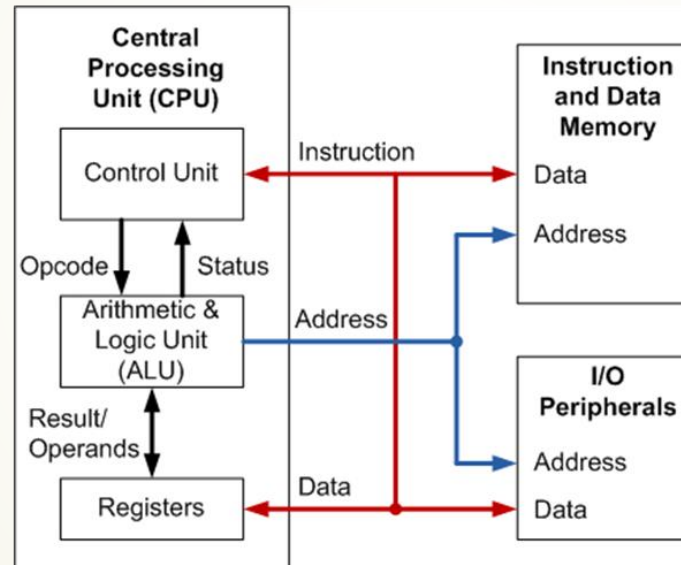 Central
Processing
Unit (CPU)
Control Unit
Opcode
Status
Arithmetic &
Logic Unit
(ALU)
Result/
Operands
Registers
Instruction
Address
Data
Instruction
and Data
Memory
Data
Address
I/O
Peripherals
Address
Data